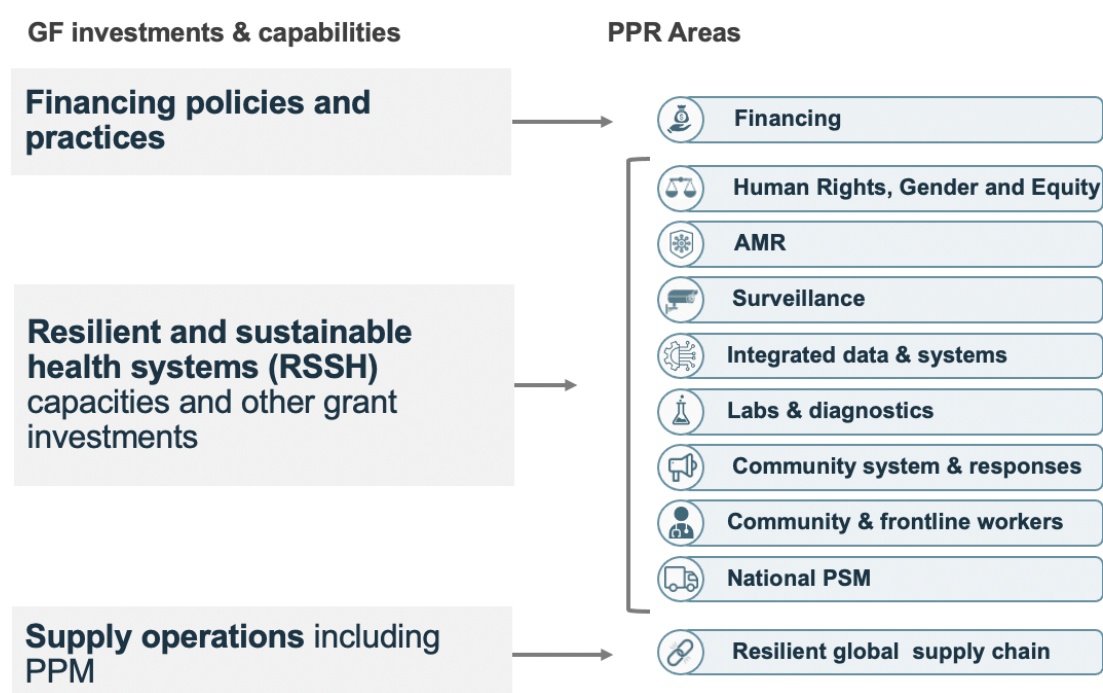 GF investments & capabilities
PPR Areas
Financing policies and
practices
Financing
Human Rights, Gender and Equity
AMR
Surveillance
Resilient and sustainable
health systems (RSSH)
capacities and other grant
investments
Integrated data & systems
Labs & diagnostics
Community system & responses
Community & frontline workers
National PSM
Supply operations including
PPM
Resilient global supply chain